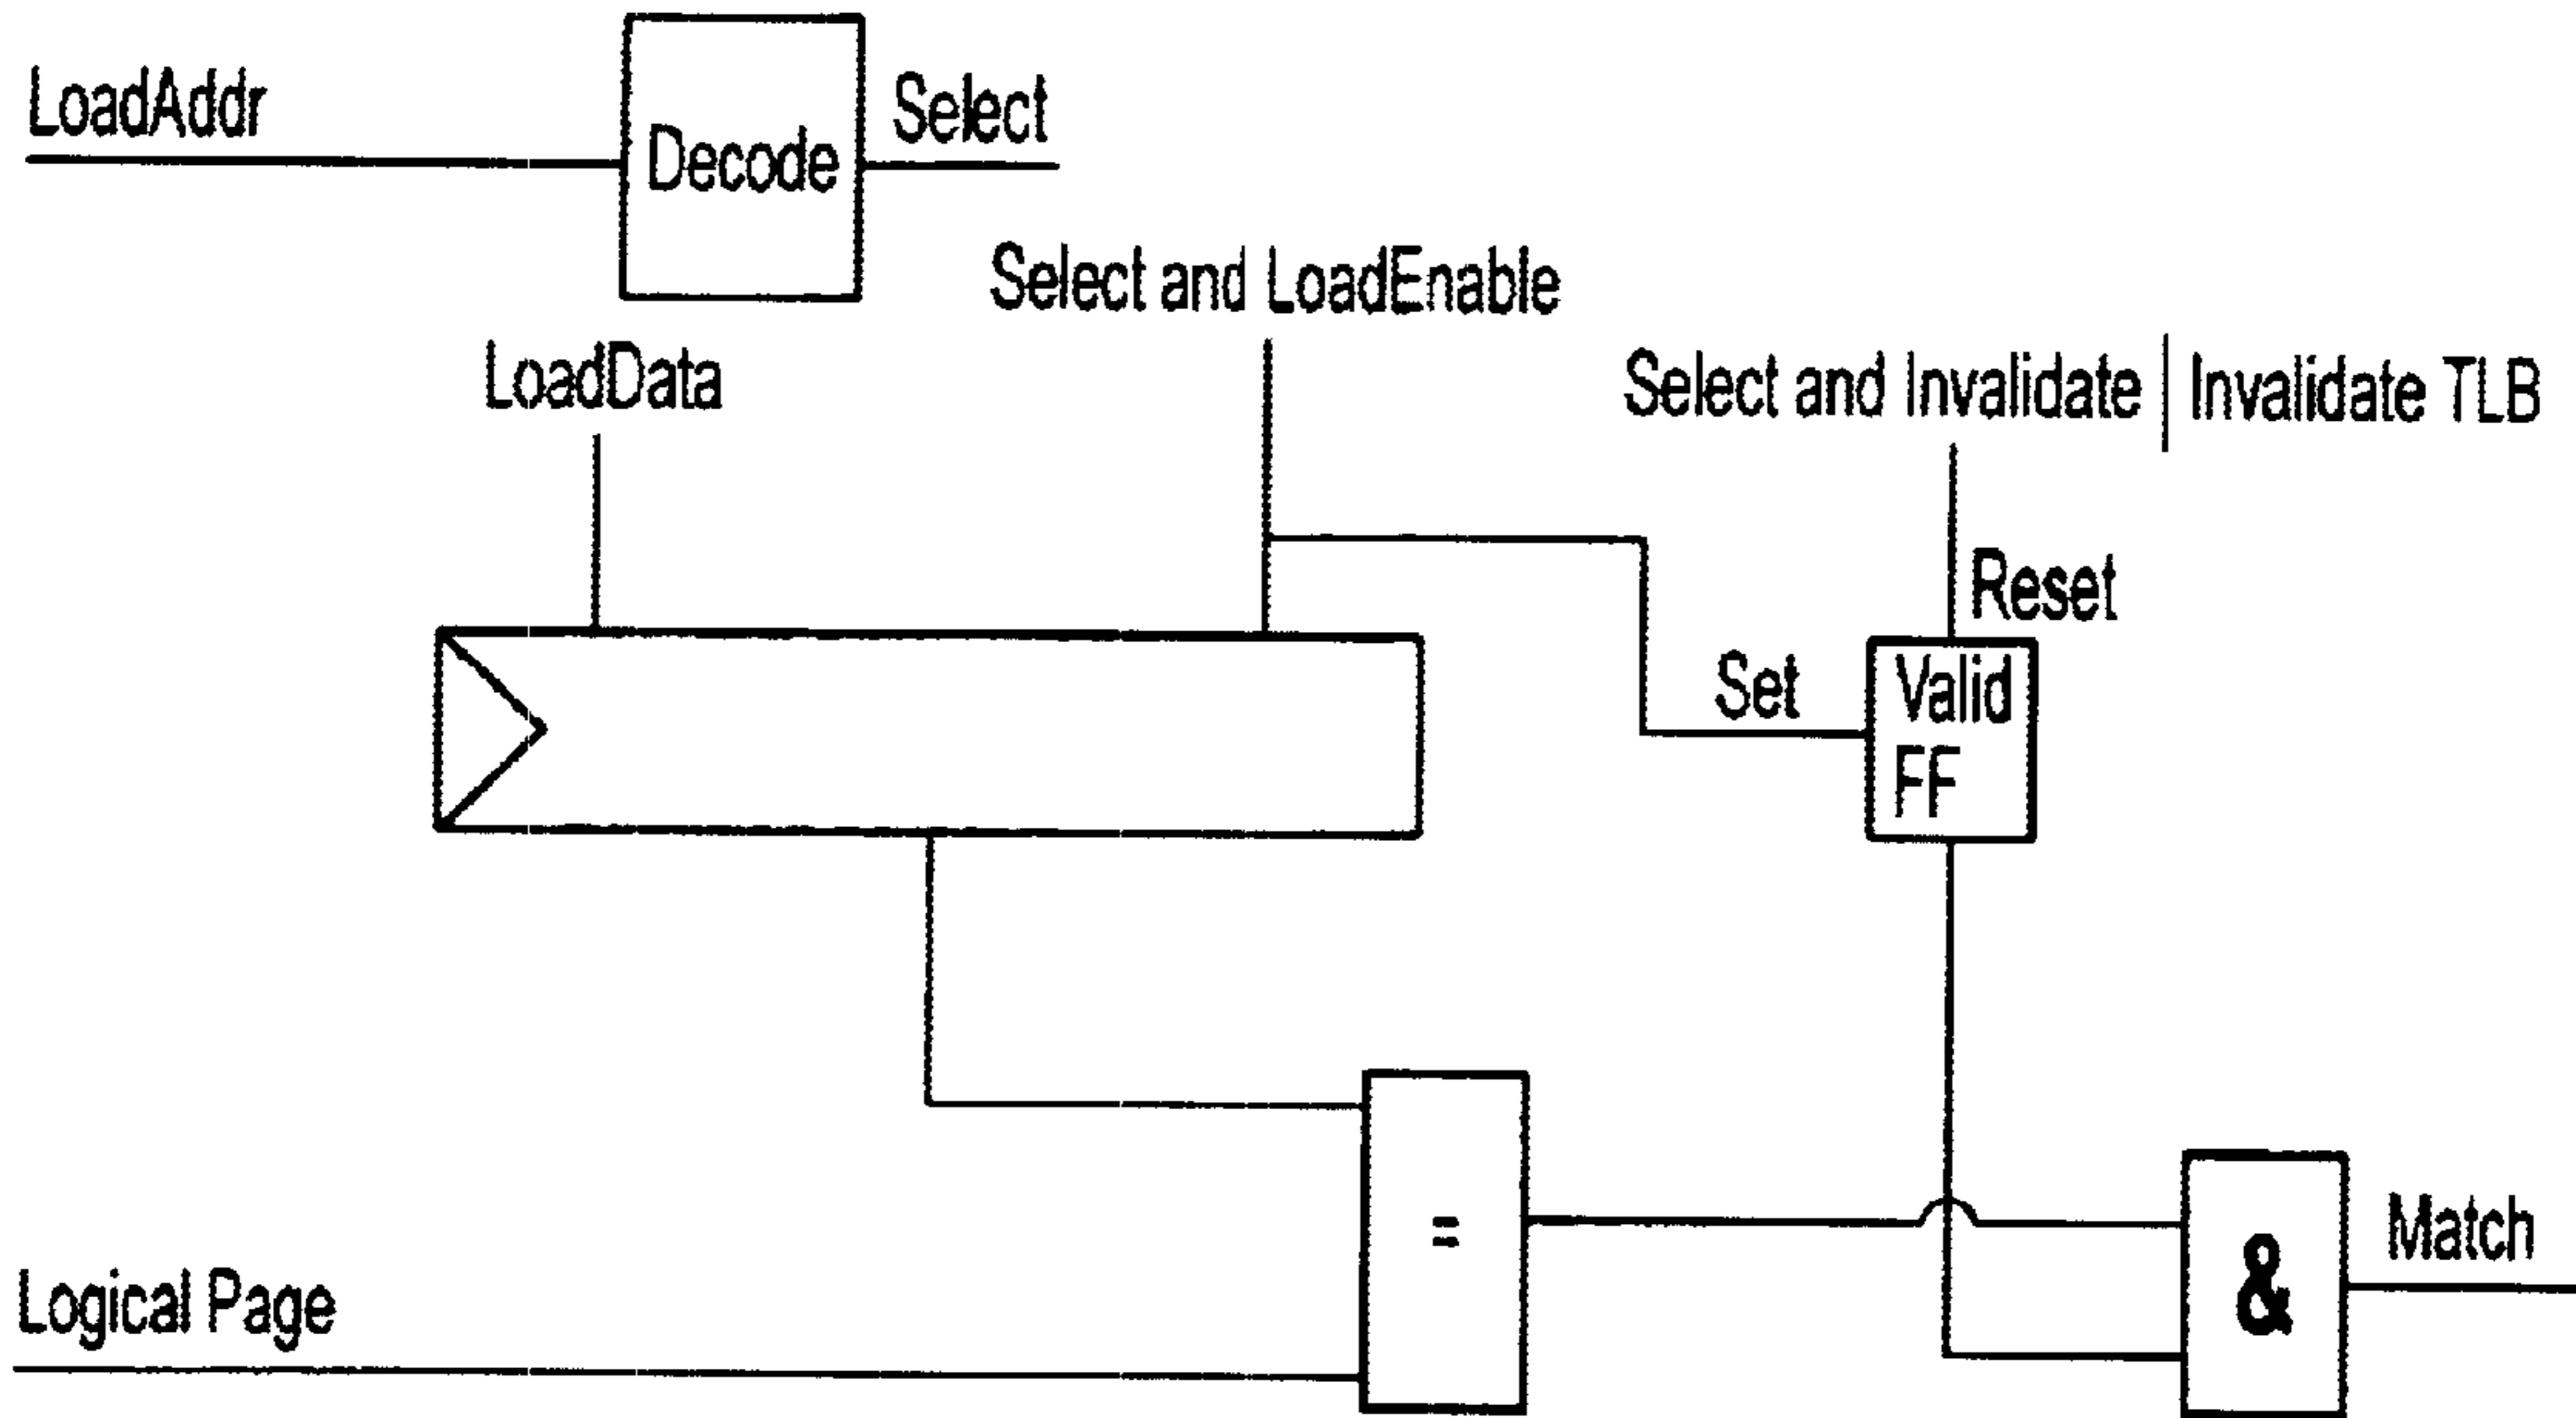 LoadAddr
Decode
Select
Select and LoadEnable
LoadData
Select and Invalidate | Invalidate TLB
Reset
Set
Valid
FF
=
&
Match
Logical Page